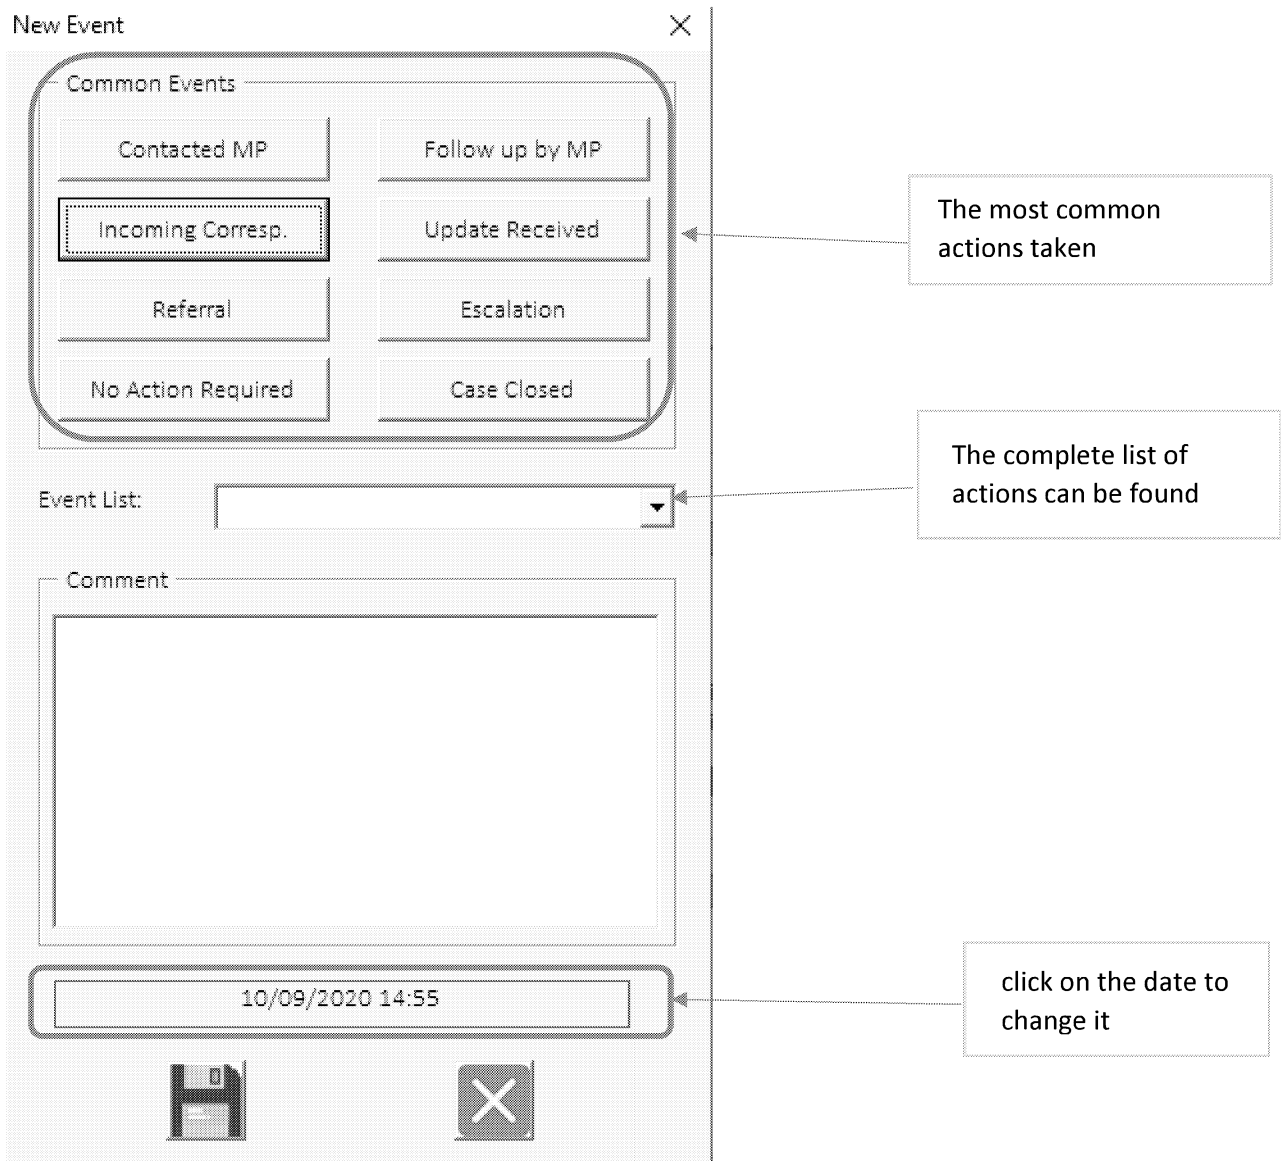 New Event
Common Events
Contacted MP
Follow up by MP
Incoming Corresp.
Update Received
Referral
Escalation
No Action Required
Case Closed
The most common
actions taken
Event List:
The complete list of
actions can be found
Comment
10/09/2020 14:55
click on the date to
change it